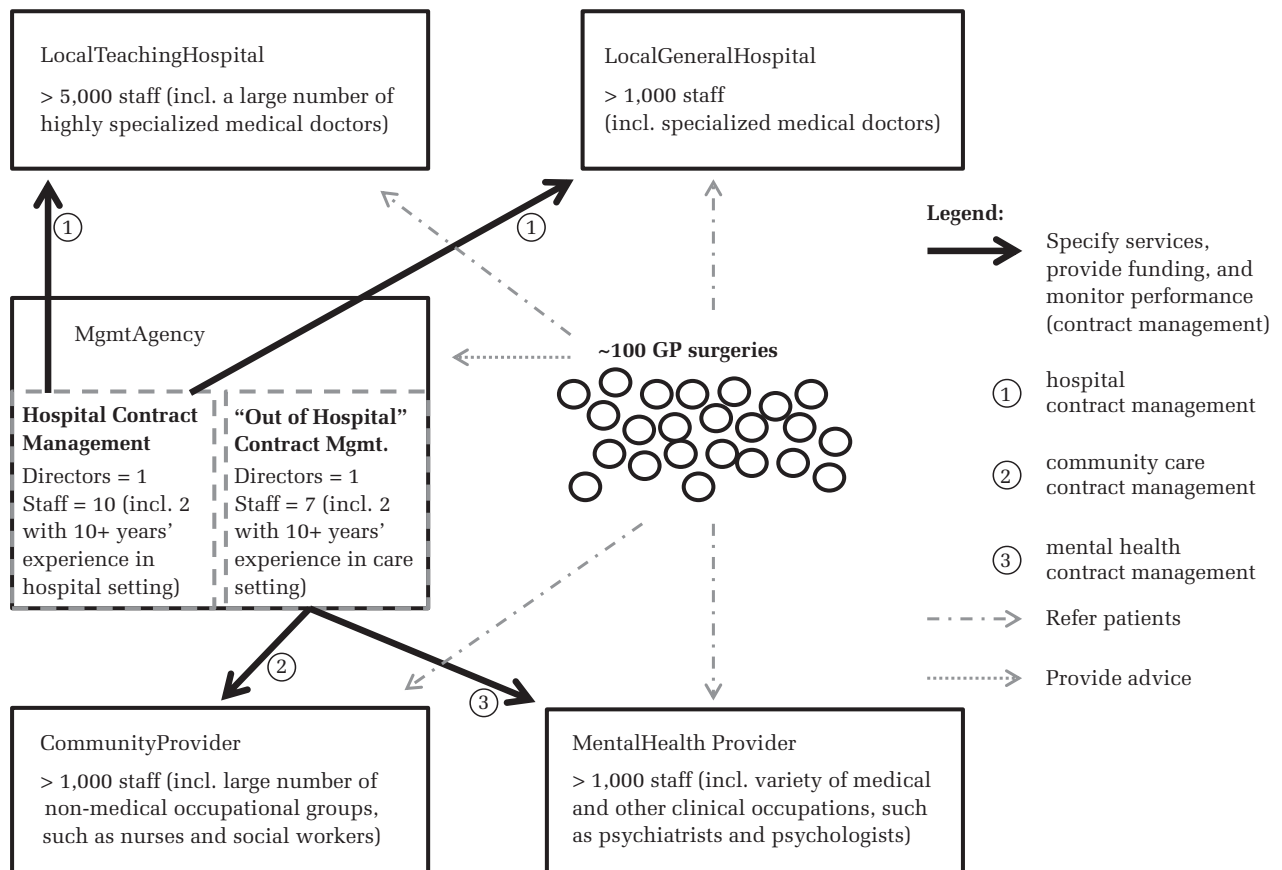 LocalTeachingHospital
> 5,000 staff (incl. a large number of
highly specialized medical doctors)
LocalGeneralHospital
> 1,000 staff
(incl. specialized medical doctors)
1
1
Legend:
Specify services,
provide funding, and
monitor performance
(contract management)
1
hospital
contract management
2
community care
contract management
3
mental health
contract management
Refer patients
Provide advice
MgmtAgency
Hospital Contract
Management
Directors = 1
Staff = 10 (incl. 2
with 10+ years’
experience in
hospital setting)
“Out of Hospital”
Contract Mgmt.
Directors = 1
Staff = 7 (incl. 2
with 10+ years’
experience in care
setting)
~100 GP surgeries
2
3
CommunityProvider
> 1,000 staff (incl. large number of
non-medical occupational groups,
such as nurses and social workers)
MentalHealth Provider
> 1,000 staff (incl. variety of medical
and other clinical occupations, such
as psychiatrists and psychologists)